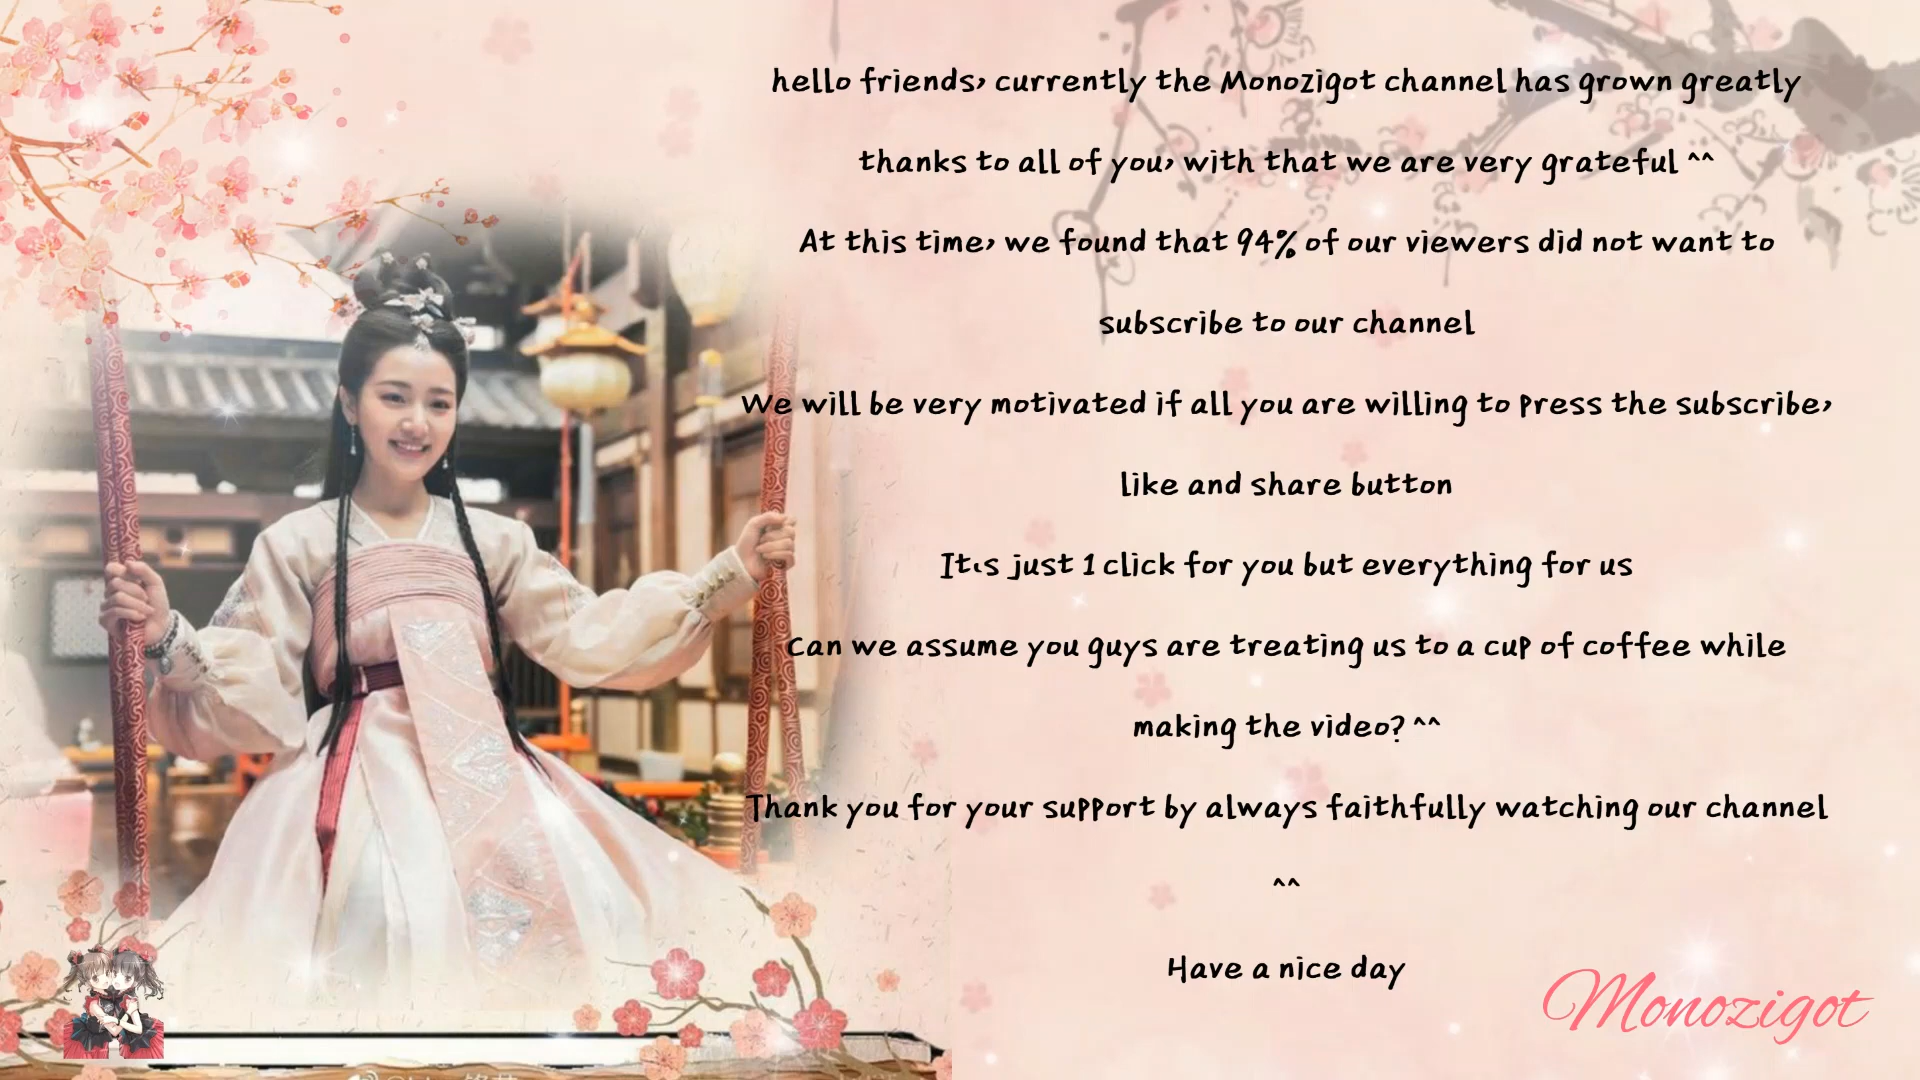 hello friends, currently the Monozigot channel has grown greatly
thanks to all of you, with that we are very grateful ^^
At this time, we found that 94% of our viewers did not want to
subscribe to our channel
We will be very motivated if all you are willing to press the subscribe,
like and share button
It's just 1 click for you but everything for us
Can we assume you guys are treating us to a cup of coffee while
making the video? ^^
Thank you for your support by always faithfully watching our channel
^^
Have a nice day
Monozigot